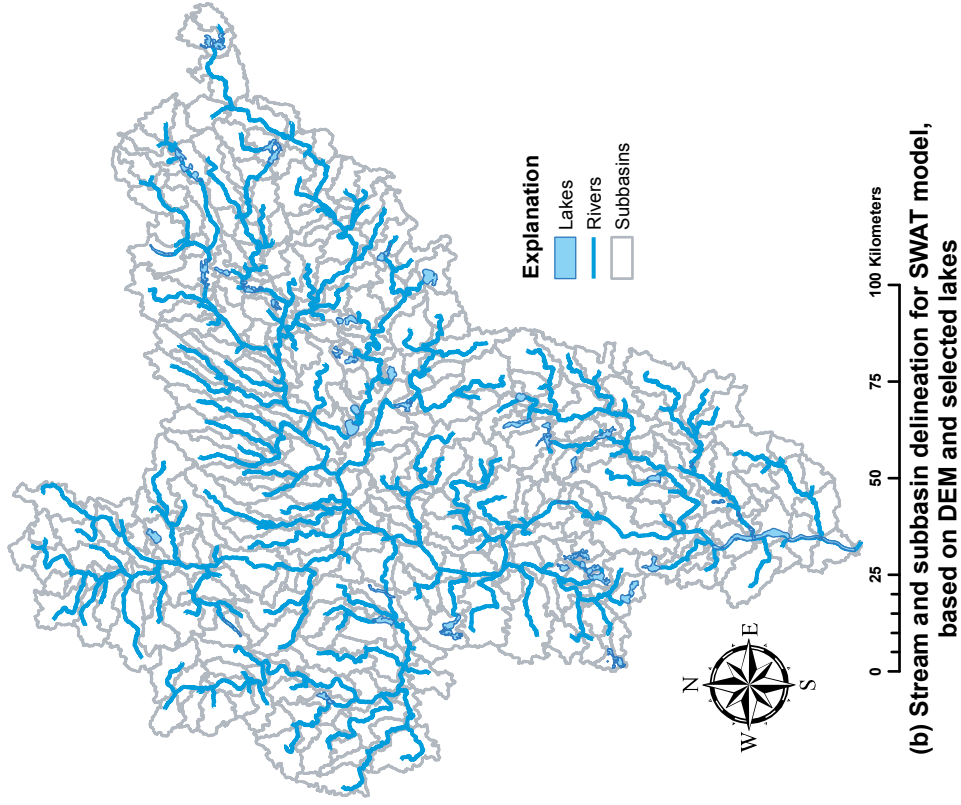 Explanation
Lakes
Rivers
Subbasins
N
W
E
S
0 25 50 75 100 Kilometers
(b) Stream and subbasin delineation for SWAT model,
based on DEM and selected lakes